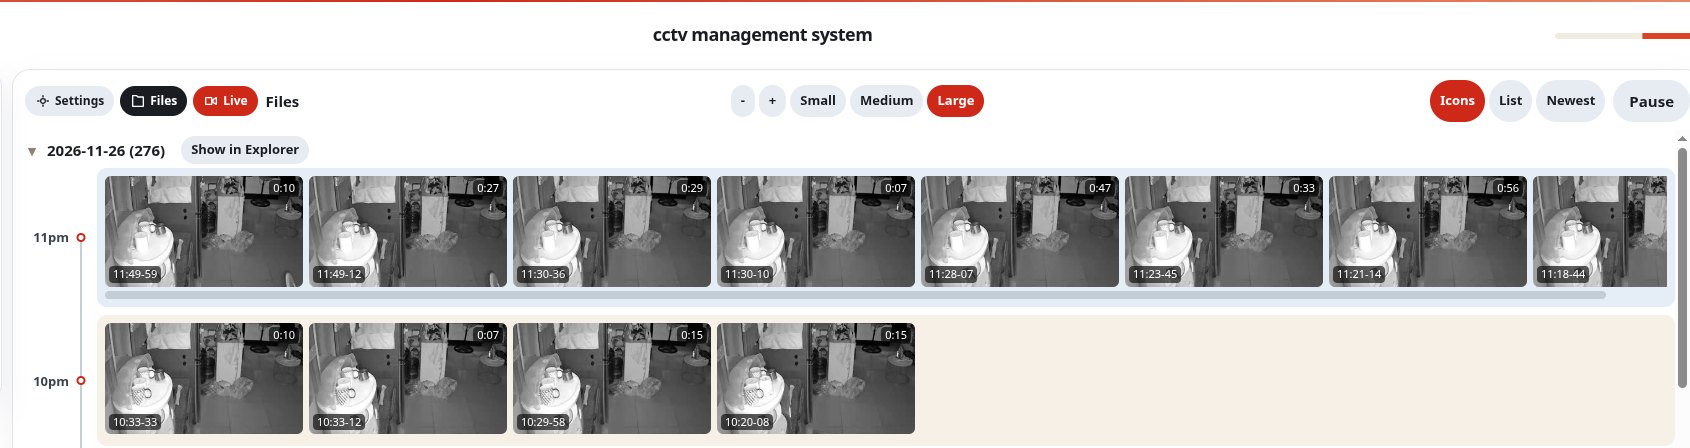 cctv management system
Settings Files Live Files - + Small Medium Large Icons List Newest Pause
2026-11-26 (276) Show in Explorer
0:10 0:27 0:29 0:07 0:47 0:33 0:56
11pm
11:49-59 11:49-12 11:30-36 11:30-10 11:28-07 11:23-45 11:21-14 11:18-44
0:10 0:07 0:15 0:15
10pm
10:33-33 10:33-12 10:29-58 10:20-08